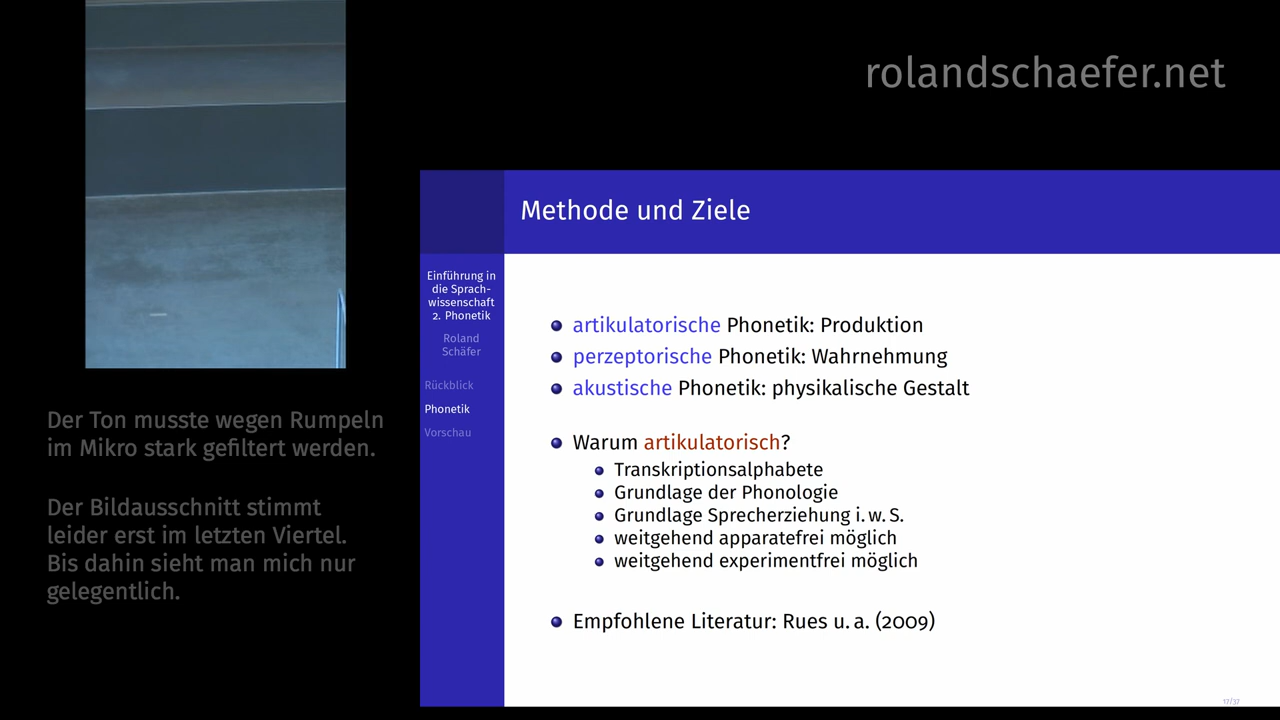 rolandschaefer.net
Methode und Ziele
Einführung in
die Sprach-
wissenschaft
2. Phonetik
Roland
Schäfer
Rückblick
Phonetik
Vorschau
artikulatorische Phonetik: Produktion
perzeptorische Phonetik: Wahrnehmung
akustische Phonetik: physikalische Gestalt
Warum artikulatorisch?
Transkriptionsalphabete
Grundlage der Phonologie
Grundlage Sprecherziehung i. w. S.
weitgehend apparatefrei möglich
weitgehend experimentfrei möglich
Empfohlene Literatur: Rues u. a. (2009)
17/37
Der Ton musste wegen Rumpeln
im Mikro stark gefiltert werden.
Der Bildausschnitt stimmt
leider erst im letzten Viertel.
Bis dahin sieht man mich nur
gelegentlich.